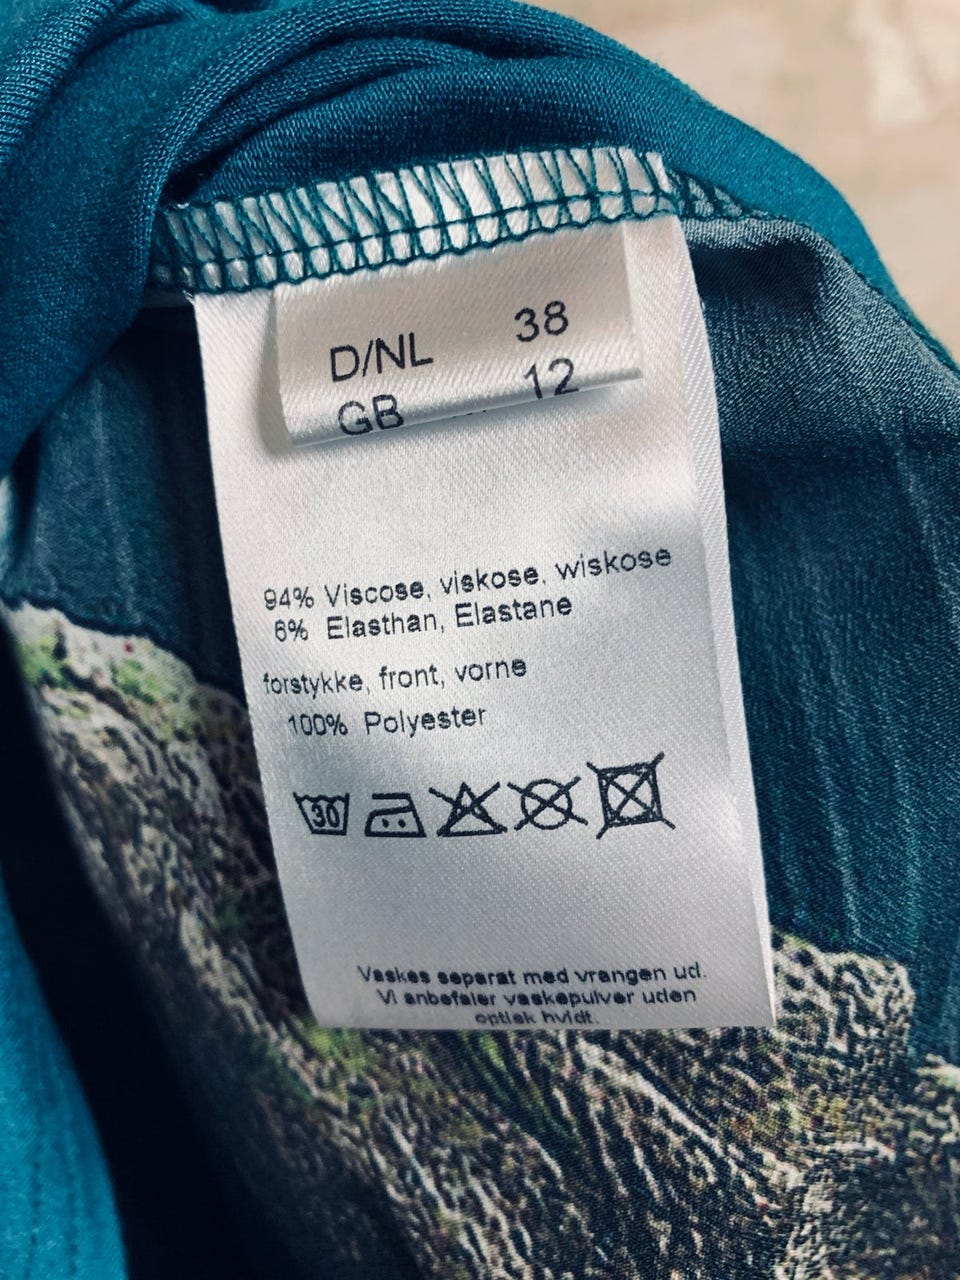 D/NL 38
GB 12
94% Viscose, viskose, wiskose
6% Elasthan, Elastane
forstykke, front, vorne
100% Polyester
30
Vaskes separat med vrangen ud.
Vi anbefaler vaskepulver uden
optisk hvidt.